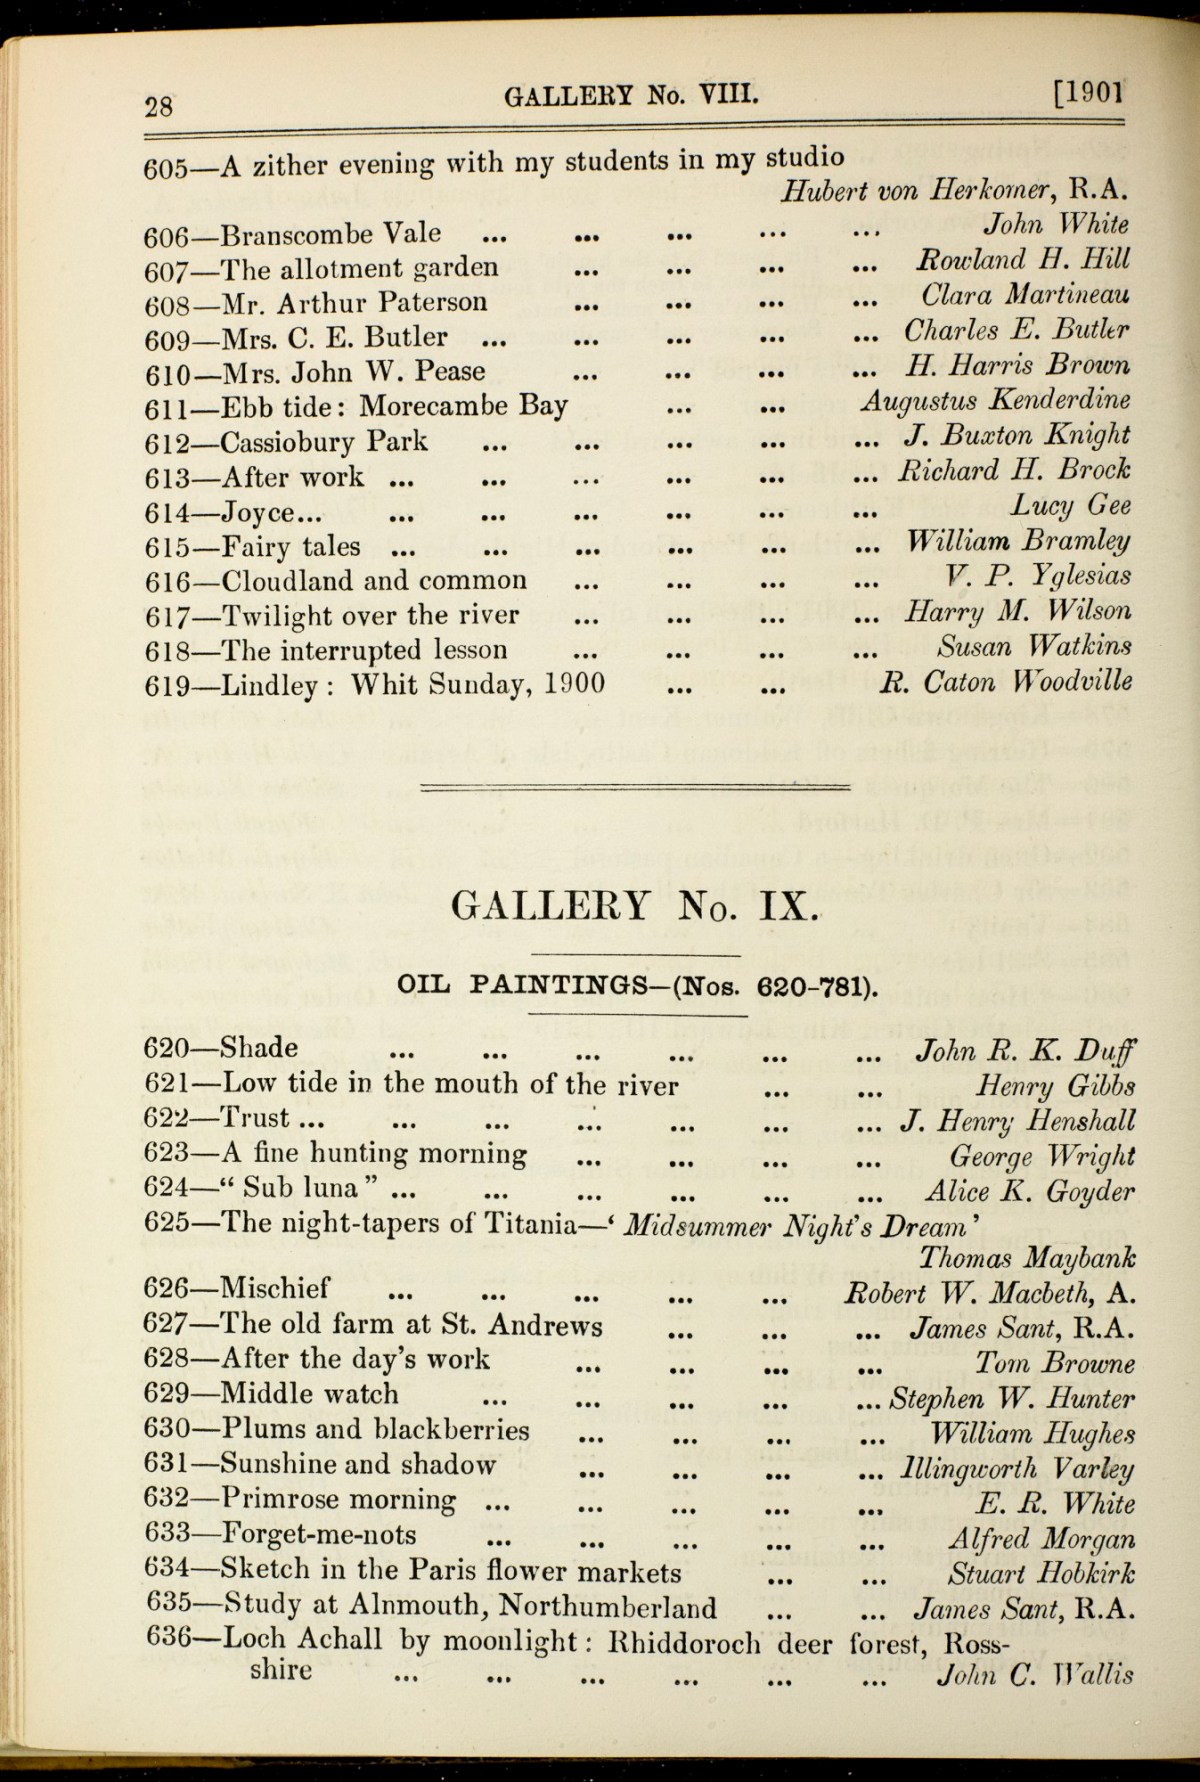 28 GALLERY No. VIII. [1901
605—A zither evening with my students in my studio
Hubert von Herkomer, R.A.
606—Branscombe Vale ... ... ... ... ... John White
607—The allotment garden ... ... ... ... Rowland H. Hill
608—Mr. Arthur Paterson ... ... ... ... Clara Martineau
609—Mrs. C. E. Butler ... ... ... ... ... Charles E. Butler
610—Mrs. John W. Pease ... ... ... ... H. Harris Brown
611—Ebb tide: Morecambe Bay ... ... Augustus Kenderdine
612—Cassiobury Park ... ... ... ... ... J. Buxton Knight
613—After work ... ... ... ... ... ... Richard H. Brock
614—Joyce... ... ... ... ... ... ... Lucy Gee
615—Fairy tales ... ... ... ... ... ... William Bramley
616—Cloudland and common ... ... ... ... V. P. Yglesias
617—Twilight over the river ... ... ... ... Harry M. Wilson
618—The interrupted lesson ... ... ... ... Susan Watkins
619—Lindley : Whit Sunday, 1900 ... ... R. Caton Woodville
GALLERY No. IX.
OIL PAINTINGS—(Nos. 620-781).
620—Shade ... ... ... ... ... ... John R. K. Duff
621—Low tide in the mouth of the river ... ... Henry Gibbs
622—Trust ... ... ... ... ... ... ... J. Henry Henshall
623—A fine hunting morning ... ... ... ... George Wright
624—“ Sub luna ” ... ... ... ... ... ... Alice K. Goyder
625—The night-tapers of Titania—‘ Midsummer Night's Dream ’
Thomas Maybank
626—Mischief ... ... ... ... ... Robert W. Macbeth, A.
627—The old farm at St. Andrews ... ... ... James Sant, R.A.
628—After the day's work ... ... ... ... Tom Browne
629—Middle watch ... ... ... ... ... Stephen W. Hunter
630—Plums and blackberries ... ... ... ... William Hughes
631—Sunshine and shadow ... ... ... ... Illingworth Varley
632—Primrose morning ... ... ... ... ... E. R. White
633—Forget-me-nots ... ... ... ... ... Alfred Morgan
634—Sketch in the Paris flower markets ... ... Stuart Hobkirk
635—Study at Alnmouth, Northumberland ... ... James Sant, R.A.
636—Loch Achall by moonlight : Rhiddoroch deer forest, Ross-
shire ... ... ... ... ... ... John C. Wallis